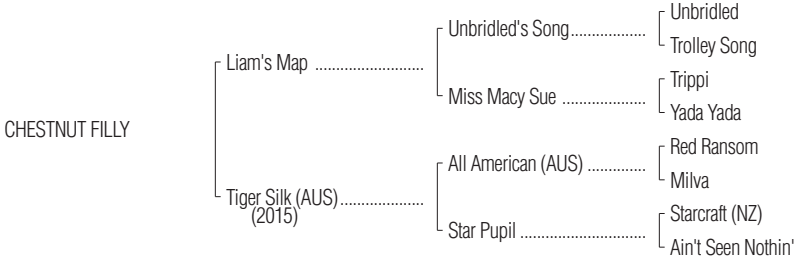 Unbridled
Unbridled's Song..................
Trolley Song
Liam's Map ..........................
Trippi
Miss Macy Sue ....................
Yada Yada
CHESTNUT FILLY
Red Ransom
All American (AUS) ..............
Milva
Tiger Silk (AUS)....................
(2015)
Starcraft (NZ)
Star Pupil ..............................
Ain't Seen Nothin'